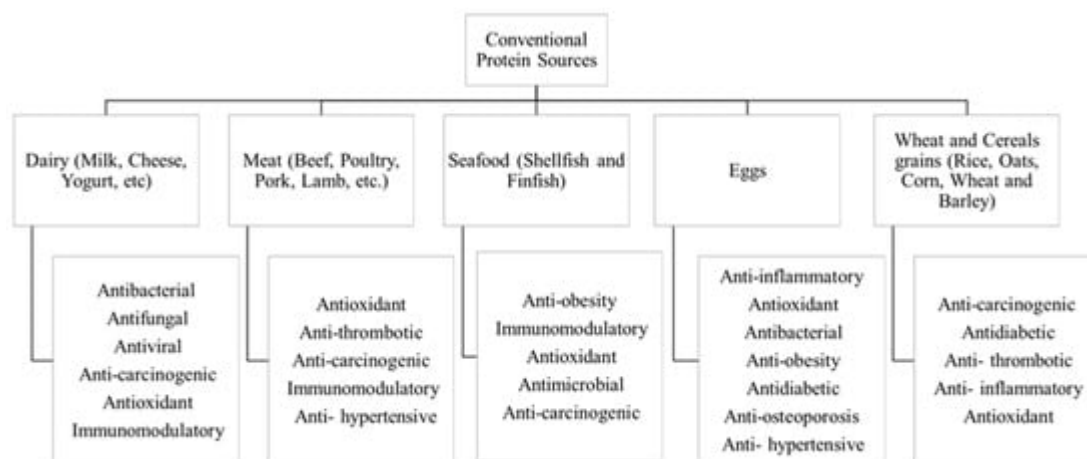 Conventional
Protein Sources
Dairy (Milk, Cheese,
Yogurt, etc)
Meat (Beef, Poultry,
Pork, Lamb, etc.)
Seafood (Shellfish and
Finfish)
Eggs
Wheat and Cereals
grains (Rice, Oats,
Corn, Wheat and
Barley)
Antibacterial
Antifungal
Antiviral
Anti-carcinogenic
Antioxidant
Immunomodulatory
Antioxidant
Anti-thrombotic
Anti-carcinogenic
Immunomodulatory
Anti- hypertensive
Anti-obesity
Immunomodulatory
Antioxidant
Antimicrobial
Anti-carcinogenic
Anti-inflammatory
Antioxidant
Antibacterial
Anti-obesity
Antidiabetic
Anti-osteoporosis
Anti- hypertensive
Anti-carcinogenic
Antidiabetic
Anti- thrombotic
Anti- inflammatory
Antioxidant